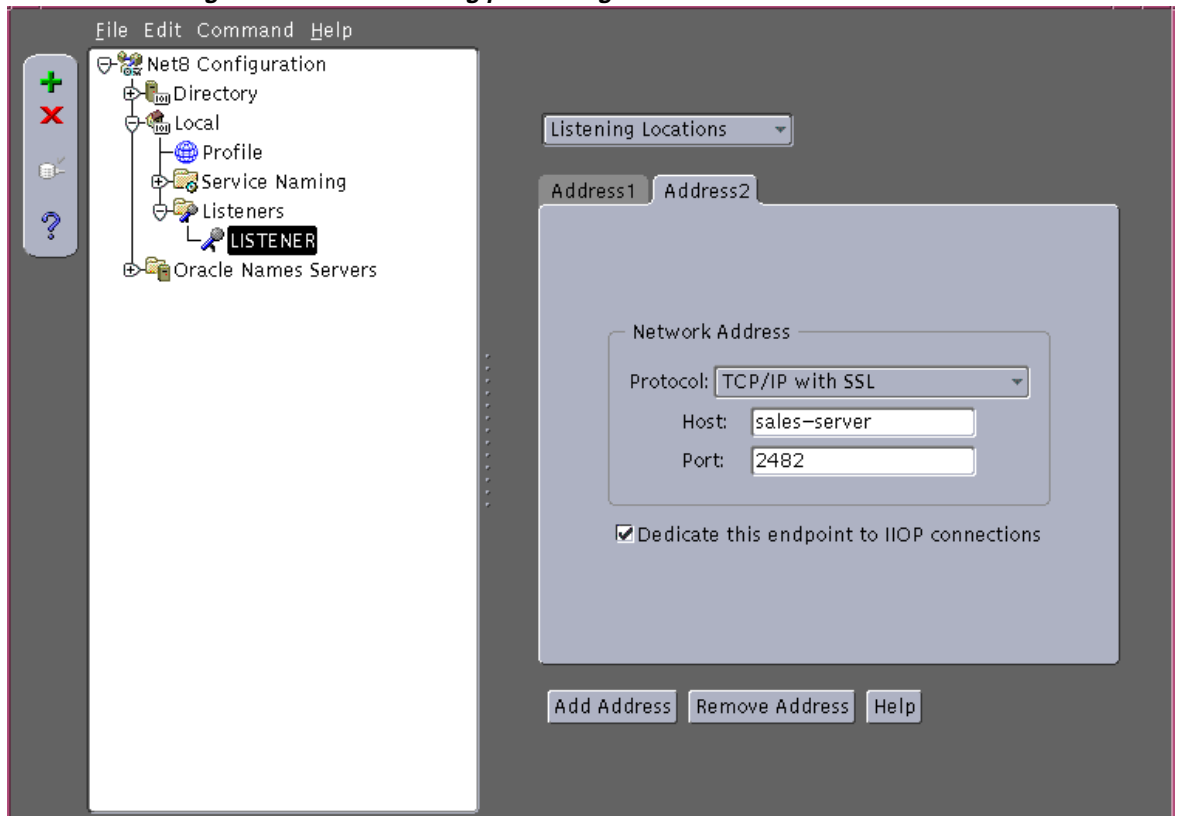 File Edit Command Help
Net8 Configuration
Directory
Local
Profile
Service Naming
Listeners
LISTENER
Oracle Names Servers
Listening Locations
Address1 Address2
Network Address
Protocol: TCP/IP with SSL
Host: sales-server
Port: 2482
Dedicate this endpoint to IIOP connections
Add Address Remove Address Help